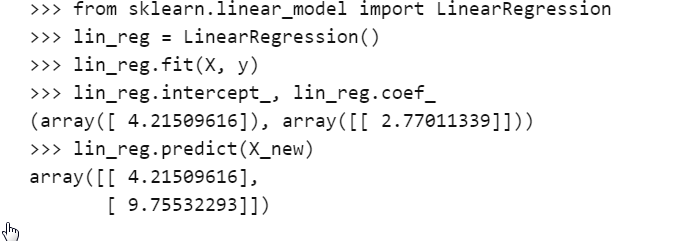 >>> from sklearn.linear_model import LinearRegression
>>> lin_reg = LinearRegression()
>>> lin_reg.fit(X, y)
>>> lin_reg.intercept_, lin_reg.coef_
(array([ 4.21509616]), array([[ 2.77011339]]))
>>> lin_reg.predict(X_new)
array([[ 4.21509616],
       [ 9.75532293]])